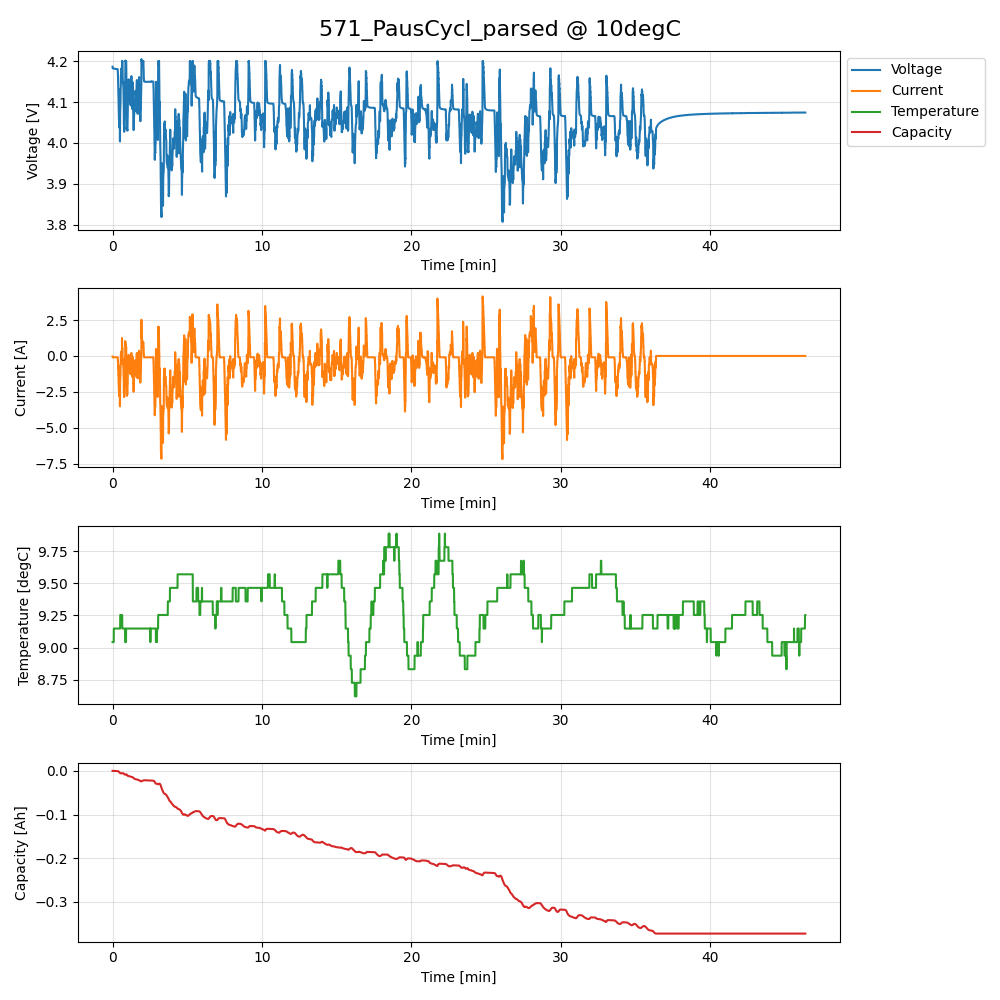 571_PausCycl_parsed @ 10degC
4.2
4.1
4.0
3.9
3.8
Voltage [V]
0 10 20 30 40
Time [min]
Voltage
Current
Temperature
Capacity
2.5
0.0
−2.5
−5.0
−7.5
Current [A]
0 10 20 30 40
Time [min]
9.75
9.50
9.25
9.00
8.75
Temperature [degC]
0 10 20 30 40
Time [min]
0.0
−0.1
−0.2
−0.3
Capacity [Ah]
0 10 20 30 40
Time [min]